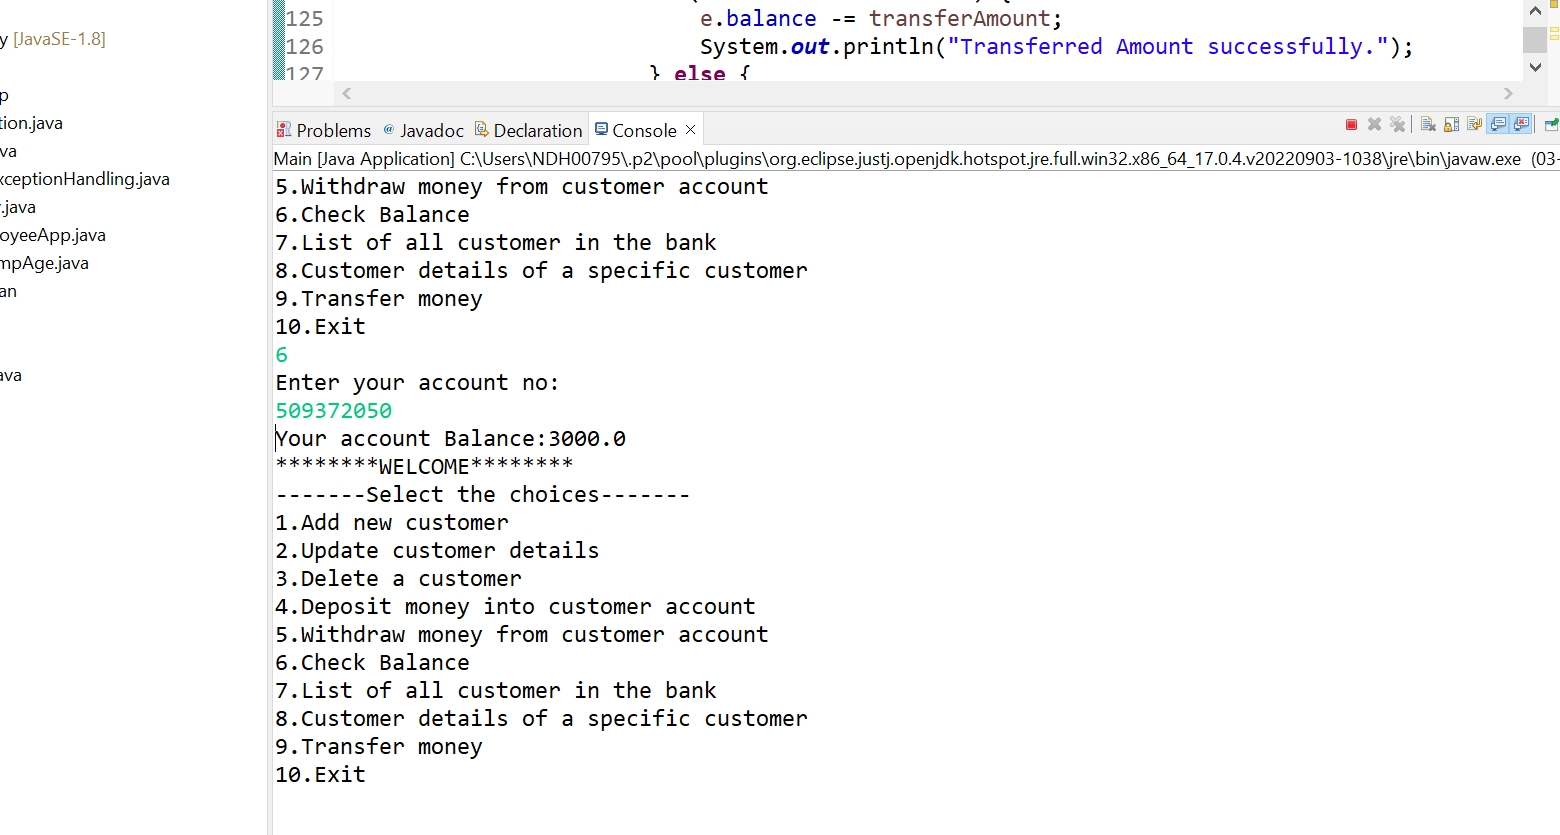 y [JavaSE-1.8]
p
tion.java
va
xceptionHandling.java
.java
oyeeApp.java
mpAge.java
an
ava
125 e.balance -= transferAmount;
126 System.out.println("Transferred Amount successfully.");
127 } else {
Problems @ Javadoc Declaration Console
Main [Java Application] C:\Users\NDH00795\.p2\pool\plugins\org.eclipse.justj.openjdk.hotspot.jre.full.win32.x86_64_17.0.4.v20220903-1038\jre\bin\javaw.exe (03-
5.Withdraw money from customer account
6.Check Balance
7.List of all customer in the bank
8.Customer details of a specific customer
9.Transfer money
10.Exit
6
Enter your account no:
509372050
Your account Balance:3000.0
********WELCOME********
-------Select the choices-------
1.Add new customer
2.Update customer details
3.Delete a customer
4.Deposit money into customer account
5.Withdraw money from customer account
6.Check Balance
7.List of all customer in the bank
8.Customer details of a specific customer
9.Transfer money
10.Exit